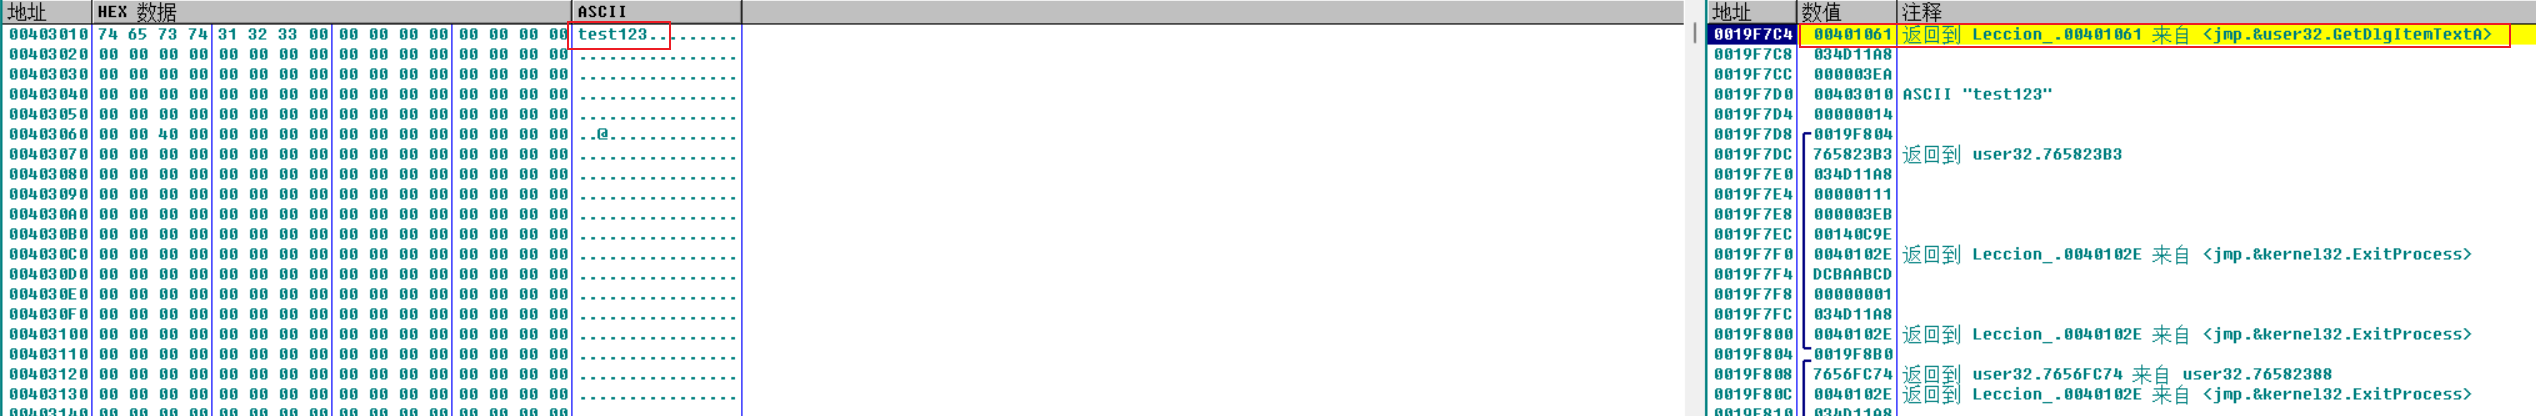 地址 HEX 数据 ASCII
00403010 74 65 73 74 31 32 33 00 00 00 00 00 00 00 00 00 test123.........
00403020 00 00 00 00 00 00 00 00 00 00 00 00 00 00 00 00 ................
00403030 00 00 00 00 00 00 00 00 00 00 00 00 00 00 00 00 ................
00403040 00 00 00 00 00 00 00 00 00 00 00 00 00 00 00 00 ................
00403050 00 00 00 00 00 00 00 00 00 00 00 00 00 00 00 00 ................
00403060 00 00 40 00 00 00 00 00 00 00 00 00 00 00 00 00 ..@.............
00403070 00 00 00 00 00 00 00 00 00 00 00 00 00 00 00 00 ................
00403080 00 00 00 00 00 00 00 00 00 00 00 00 00 00 00 00 ................
00403090 00 00 00 00 00 00 00 00 00 00 00 00 00 00 00 00 ................
004030A0 00 00 00 00 00 00 00 00 00 00 00 00 00 00 00 00 ................
004030B0 00 00 00 00 00 00 00 00 00 00 00 00 00 00 00 00 ................
004030C0 00 00 00 00 00 00 00 00 00 00 00 00 00 00 00 00 ................
004030D0 00 00 00 00 00 00 00 00 00 00 00 00 00 00 00 00 ................
004030E0 00 00 00 00 00 00 00 00 00 00 00 00 00 00 00 00 ................
004030F0 00 00 00 00 00 00 00 00 00 00 00 00 00 00 00 00 ................
00403100 00 00 00 00 00 00 00 00 00 00 00 00 00 00 00 00 ................
00403110 00 00 00 00 00 00 00 00 00 00 00 00 00 00 00 00 ................
00403120 00 00 00 00 00 00 00 00 00 00 00 00 00 00 00 00 ................
00403130 00 00 00 00 00 00 00 00 00 00 00 00 00 00 00 00 ................
00403140 00 00 00 00 00 00 00 00 00 00 00 00 00 00 00 00 ................
地址 数值 注释
0019F7C4 00401061 返回到 Leccion_.00401061 来自 <jmp.&user32.GetDlgItemTextA>
0019F7C8 034D11A8
0019F7CC 000003EA
0019F7D0 00403010 ASCII "test123"
0019F7D4 00000014
0019F7D8 0019F804
0019F7DC 765823B3 返回到 user32.765823B3
0019F7E0 034D11A8
0019F7E4 00000111
0019F7E8 000003EB
0019F7EC 00140C9E
0019F7F0 0040102E 返回到 Leccion_.0040102E 来自 <jmp.&kernel32.ExitProcess>
0019F7F4 DCBAABCD
0019F7F8 00000001
0019F7FC 034D11A8
0019F800 0040102E 返回到 Leccion_.0040102E 来自 <jmp.&kernel32.ExitProcess>
0019F804 0019F8B0
0019F808 7656FC74 返回到 user32.7656FC74 来自 user32.76582388
0019F80C 0040102E 返回到 Leccion_.0040102E 来自 <jmp.&kernel32.ExitProcess>
0019F810 034D11A8